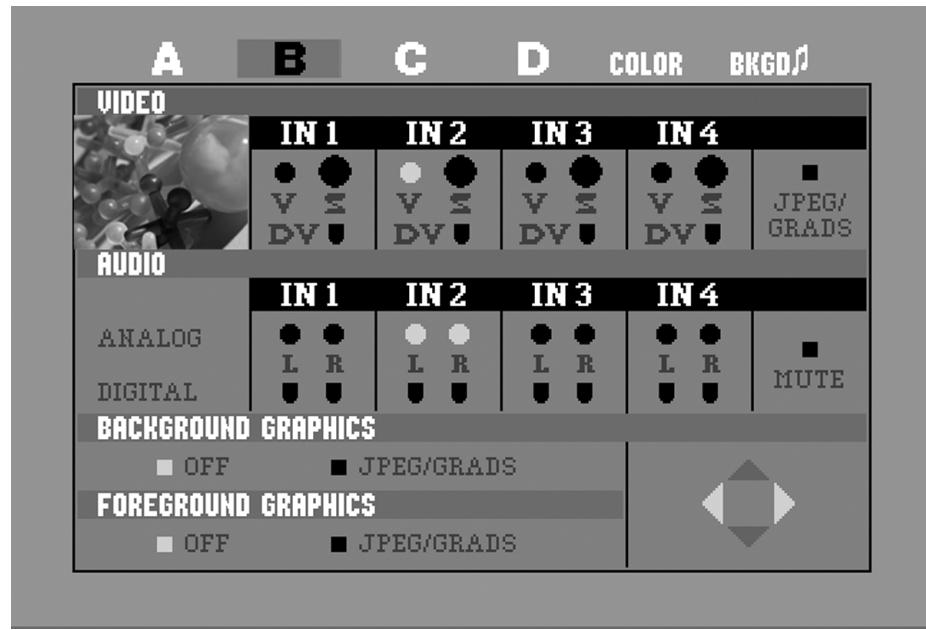 A B C D COLOR BKGD♫
VIDEO
IN 1 IN 2 IN 3 IN 4
V S V S V S V S JPEG/
DV DV DV DV GRADS
AUDIO
IN 1 IN 2 IN 3 IN 4
ANALOG
L R L R L R L R
DIGITAL MUTE
BACKGROUND GRAPHICS
OFF JPEG/GRADS
FOREGROUND GRAPHICS
OFF JPEG/GRADS